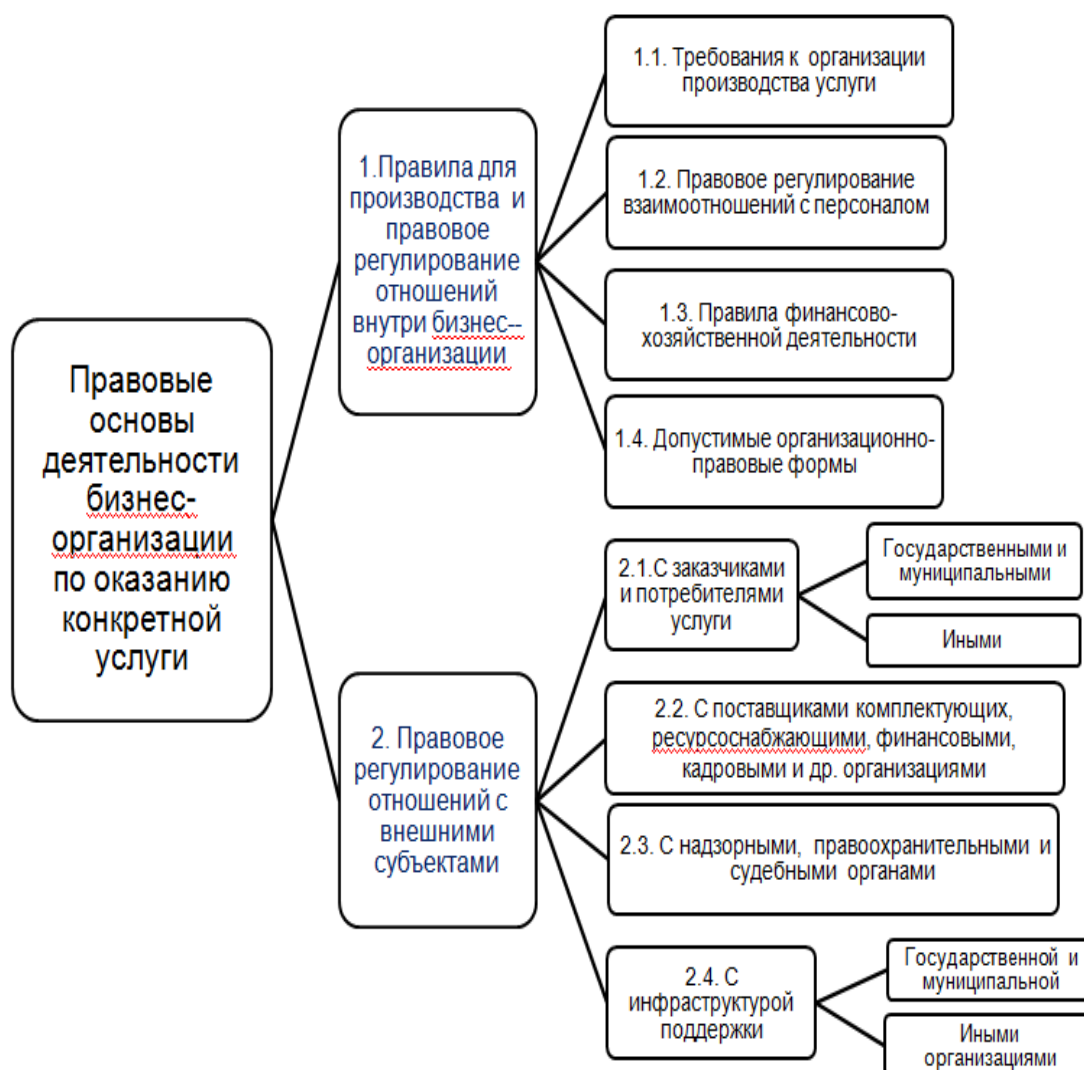 Правовые
основы
деятельности
бизнес-
организации
по оказанию
конкретной
услуги
1.Правила для
производства и
правовое
регулирование
отношений
внутри бизнес--
организации
1.1. Требования к организации
производства услуги
1.2. Правовое регулирование
взаимоотношений с персоналом
1.3. Правила финансово-
хозяйственной деятельности
1.4. Допустимые организационно-
правовые формы
2. Правовое
регулирование
отношений с
внешними
субъектами
2.1.С заказчиками
и потребителями
услуги
Государственными и
муниципальными
Иными
2.2. С поставщиками комплектующих,
ресурсоснабжающими, финансовыми,
кадровыми и др. организациями
2.3. С надзорными, правоохранительными и
судебными органами
2.4. С
инфраструктурой
поддержки
Государственной и
муниципальной
Иными
организациями